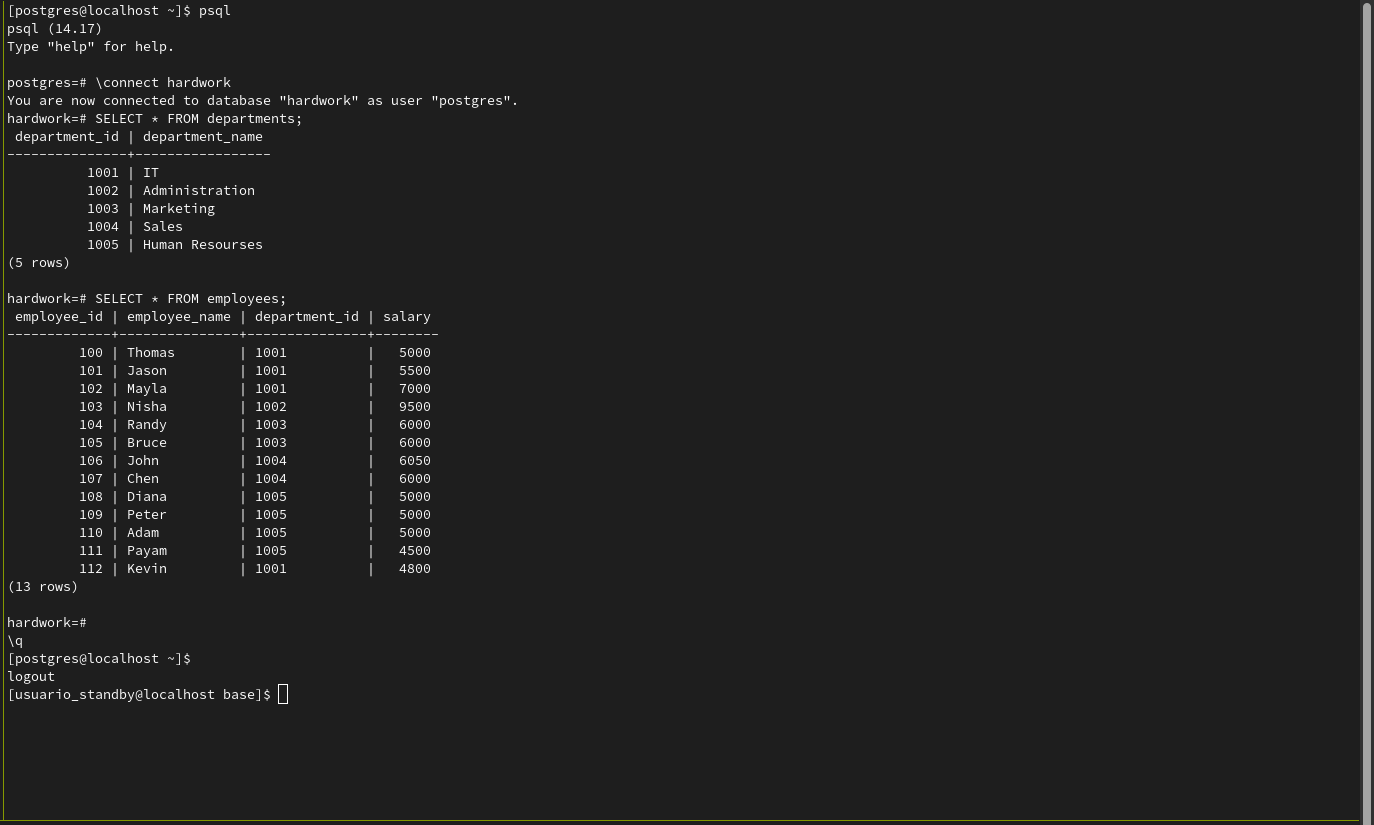 [postgres@localhost ~]$ psql
psql (14.17)
Type "help" for help.

postgres=# \connect hardwork
You are now connected to database "hardwork" as user "postgres".
hardwork=# SELECT * FROM departments;
 department_id | department_name
---------------+-----------------
          1001 | IT
          1002 | Administration
          1003 | Marketing
          1004 | Sales
          1005 | Human Resourses
(5 rows)

hardwork=# SELECT * FROM employees;
 employee_id | employee_name | department_id | salary
-------------+---------------+---------------+--------
         100 | Thomas        | 1001          |   5000
         101 | Jason         | 1001          |   5500
         102 | Mayla         | 1001          |   7000
         103 | Nisha         | 1002          |   9500
         104 | Randy         | 1003          |   6000
         105 | Bruce         | 1003          |   6000
         106 | John          | 1004          |   6050
         107 | Chen          | 1004          |   6000
         108 | Diana         | 1005          |   5000
         109 | Peter         | 1005          |   5000
         110 | Adam          | 1005          |   5000
         111 | Payam         | 1005          |   4500
         112 | Kevin         | 1001          |   4800
(13 rows)

hardwork=#
\q
[postgres@localhost ~]$
logout
[usuario_standby@localhost base]$